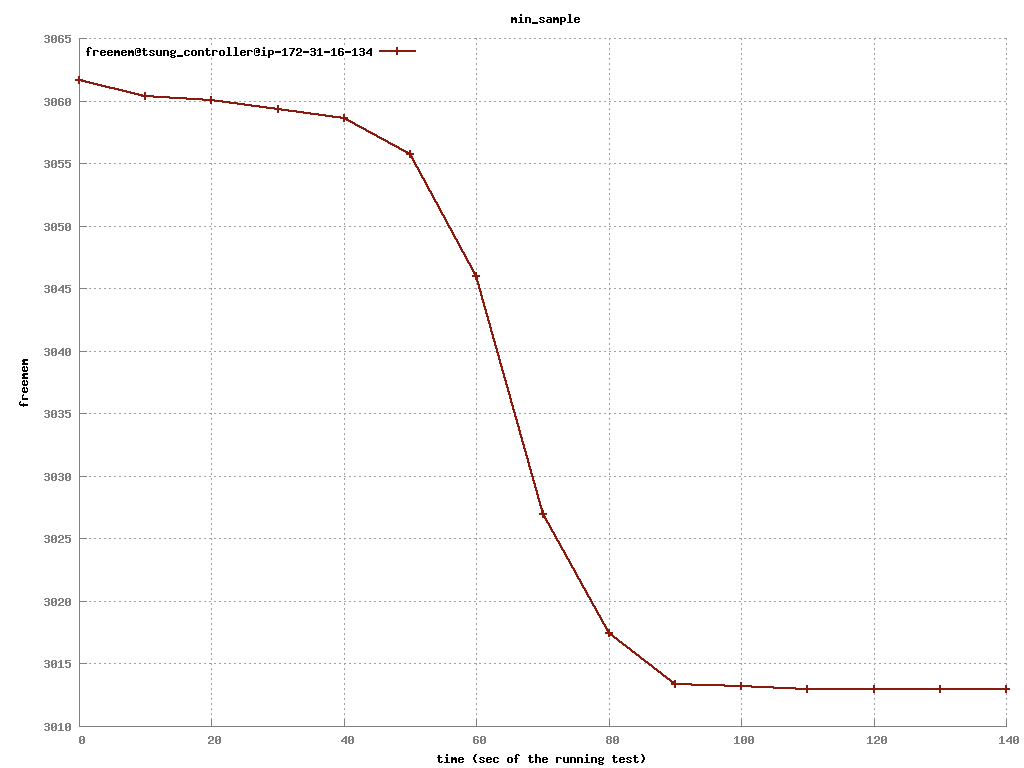 min_sample
freemem@tsung_controller@ip-172-31-16-134
3065
3060
3055
3050
3045
3040
3035
3030
3025
3020
3015
3010
freemem
0 20 40 60 80 100 120 140
time (sec of the running test)